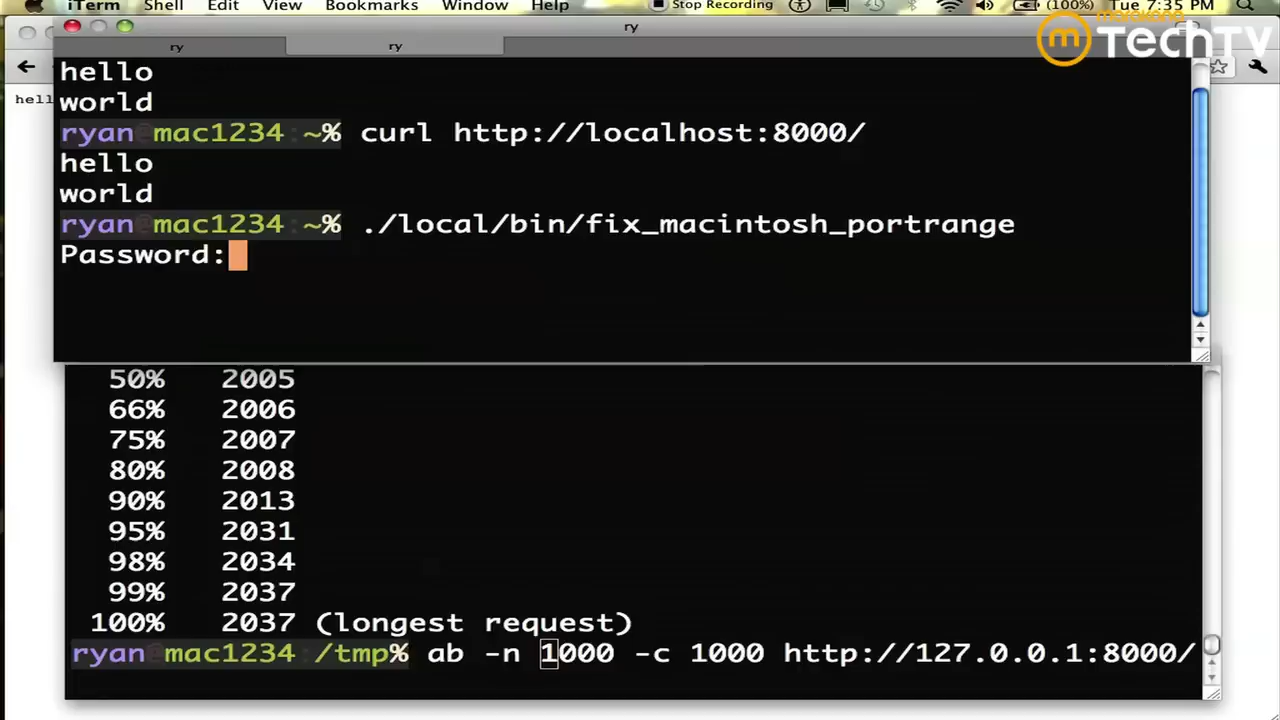 iTerm Shell Edit View Bookmarks Window Help Stop Recording (100%) Tue 7:35 PM
marakana
m TechTV
ry
ry ry
hell
hello
world
ryan@mac1234:~% curl http://localhost:8000/
hello
world
ryan@mac1234:~% ./local/bin/fix_macintosh_portrange
Password:
50% 2005
66% 2006
75% 2007
80% 2008
90% 2013
95% 2031
98% 2034
99% 2037
100% 2037 (longest request)
ryan@mac1234:/tmp% ab -n 1000 -c 1000 http://127.0.0.1:8000/